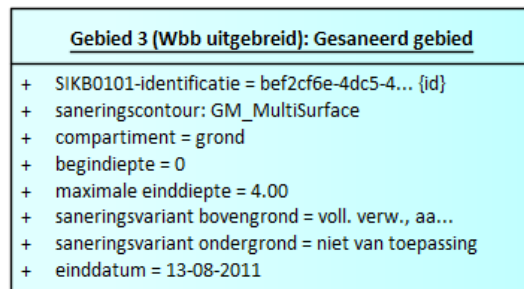 Gebied 3 (Wbb uitgebreid): Gesaneerd gebied
+ SIKB0101-identificatie = bef2cf6e-4dc5-4... {id}
+ saneringscontour: GM_MultiSurface
+ compartiment = grond
+ begindiepte = 0
+ maximale einddiepte = 4.00
+ saneringsvariant bovengrond = voll. verw., aa...
+ saneringsvariant ondergrond = niet van toepassing
+ einddatum = 13-08-2011